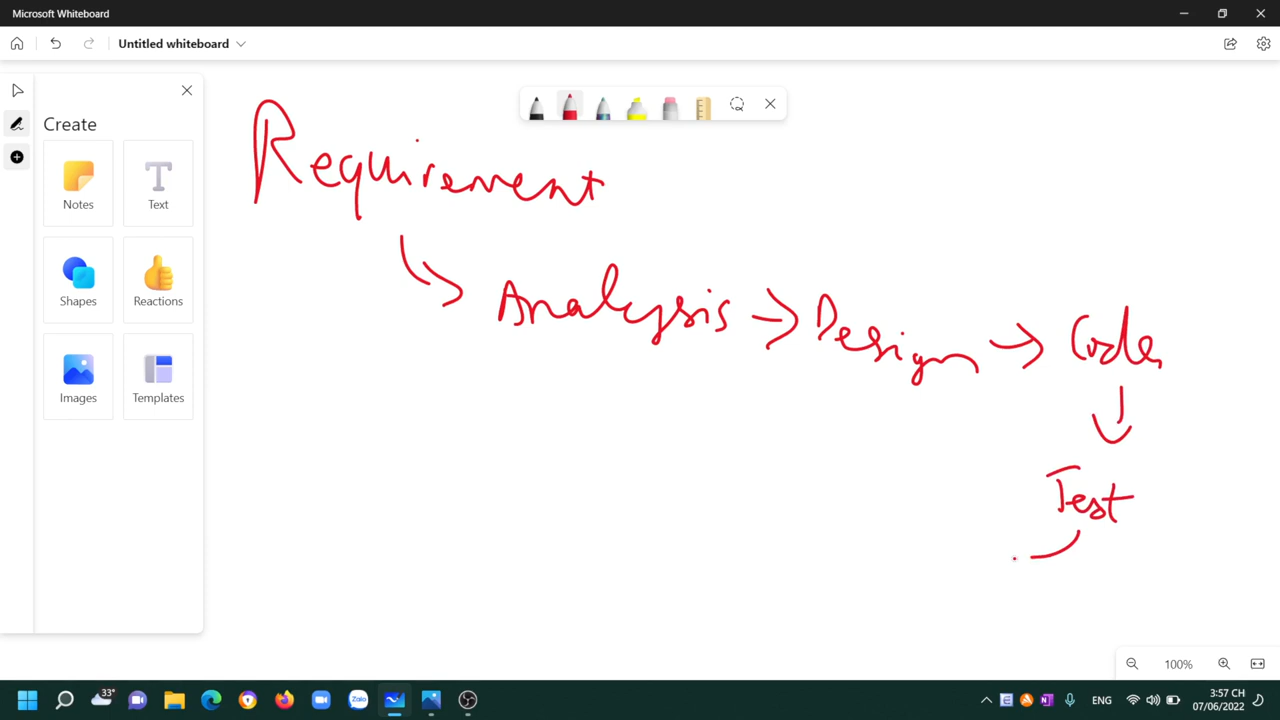 Microsoft Whiteboard
Untitled whiteboard
Create
Notes
Text
Shapes
Reactions
Images
Templates
Requirement
Analysis → Design → Code
Test
100%
33°
Zalo
ENG
3:57 CH
07/06/2022